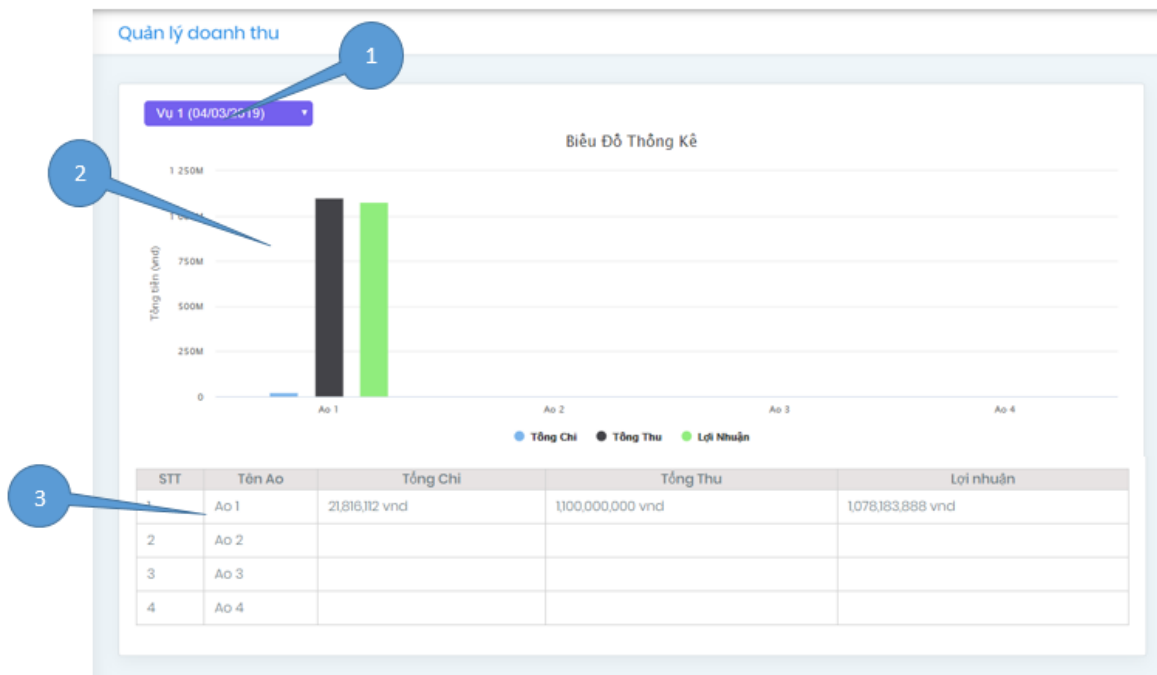 Quản lý doanh thu
1
Vụ 1 (04/03/2019)
Biểu Đồ Thống Kê
2
1 250M
750M
500M
250M
0
Tổng tiền (vnd)
Ao 1 Ao 2 Ao 3 Ao 4
Tổng Chi Tổng Thu Lợi Nhuận
STT Tên Ao Tổng Chi Tổng Thu Lợi nhuận
3
Ao 1 21,816,112 vnd 1,100,000,000 vnd 1,078,183,888 vnd
2 Ao 2
3 Ao 3
4 Ao 4